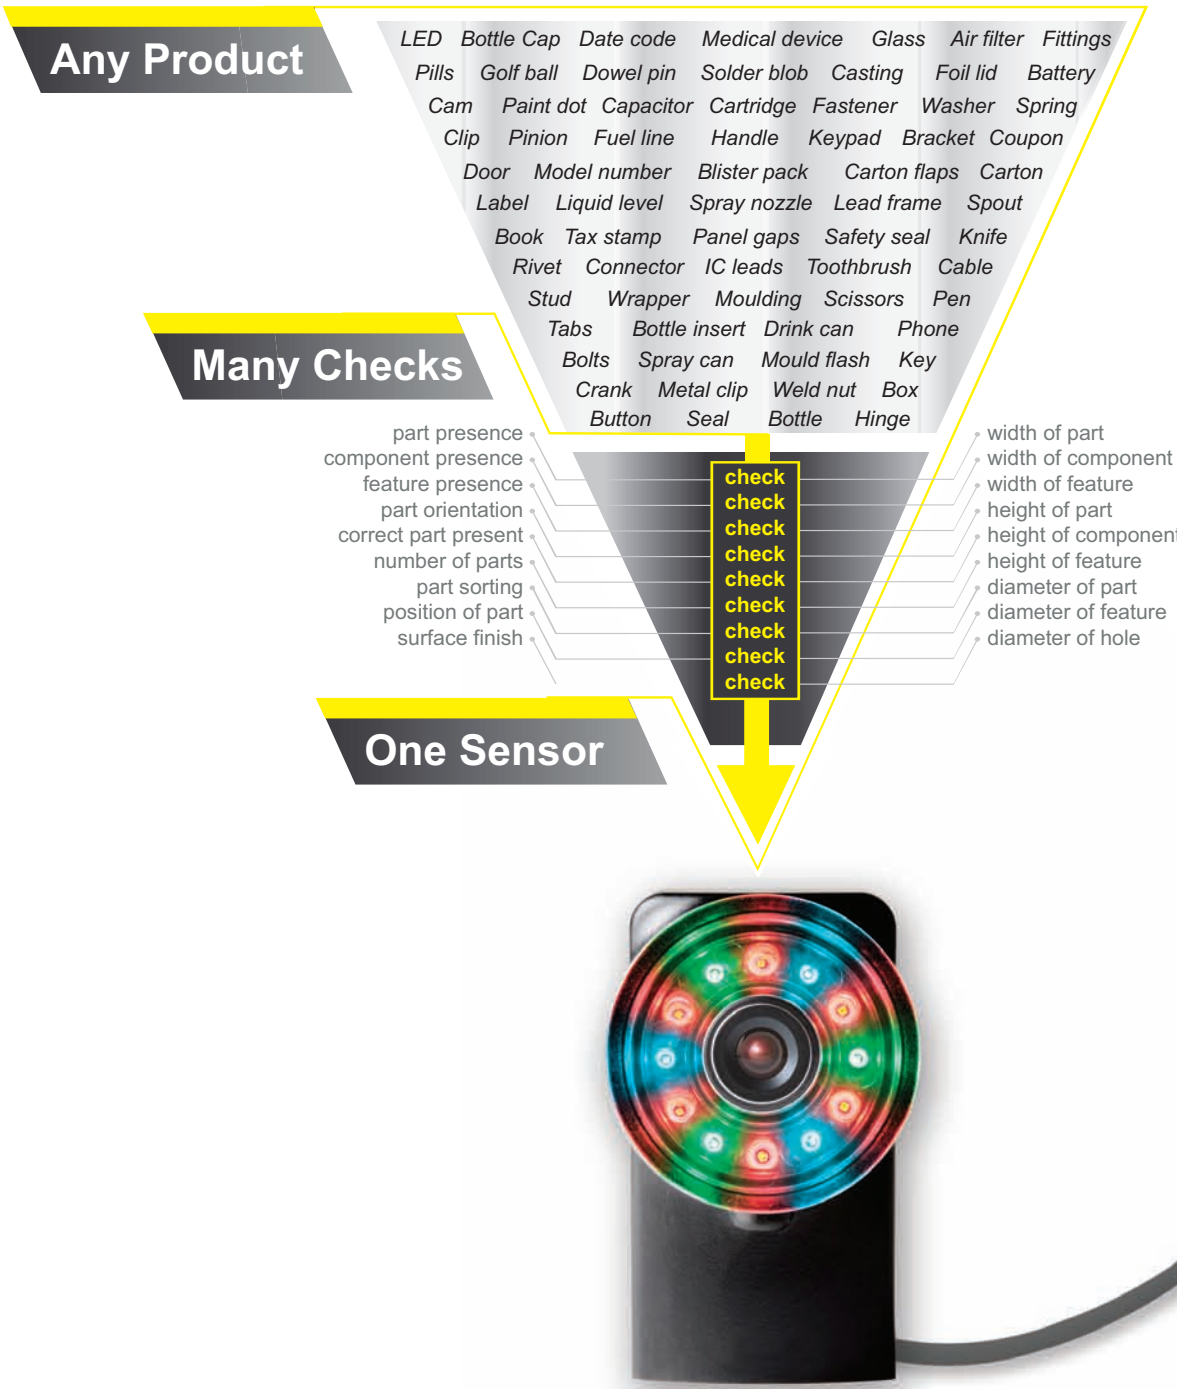 Any Product
LED Bottle Cap Date code Medical device Glass Air filter Fittings
Pills Golf ball Dowel pin Solder blob Casting Foil lid Battery
Cam Paint dot Capacitor Cartridge Fastener Washer Spring
Clip Pinion Fuel line Handle Keypad Bracket Coupon
Door Model number Blister pack Carton flaps Carton
Label Liquid level Spray nozzle Lead frame Spout
Book Tax stamp Panel gaps Safety seal Knife
Rivet Connector IC leads Toothbrush Cable
Stud Wrapper Moulding Scissors Pen
Tabs Bottle insert Drink can Phone
Bolts Spray can Mould flash Key
Crank Metal clip Weld nut Box
Button Seal Bottle Hinge
Many Checks
part presence
component presence
feature presence
part orientation
correct part present
number of parts
part sorting
position of part
surface finish
check
check
check
check
check
check
check
check
check
width of part
width of component
width of feature
height of part
height of component
height of feature
diameter of part
diameter of feature
diameter of hole
One Sensor